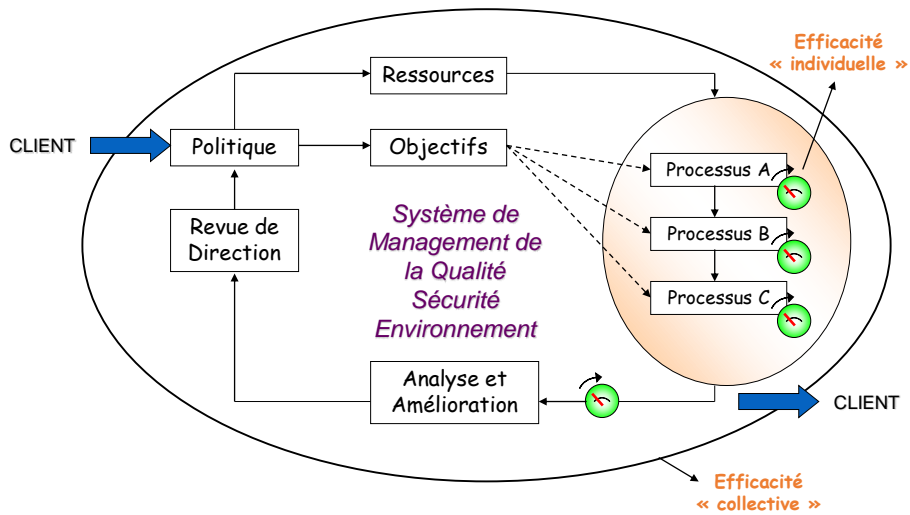 Efficacité
« individuelle »
Ressources
CLIENT
Politique
Objectifs
Processus A
Revue de
Direction
Système de
Management de
la Qualité
Sécurité
Environnement
Processus B
Processus C
Analyse et
Amélioration
CLIENT
Efficacité
« collective »